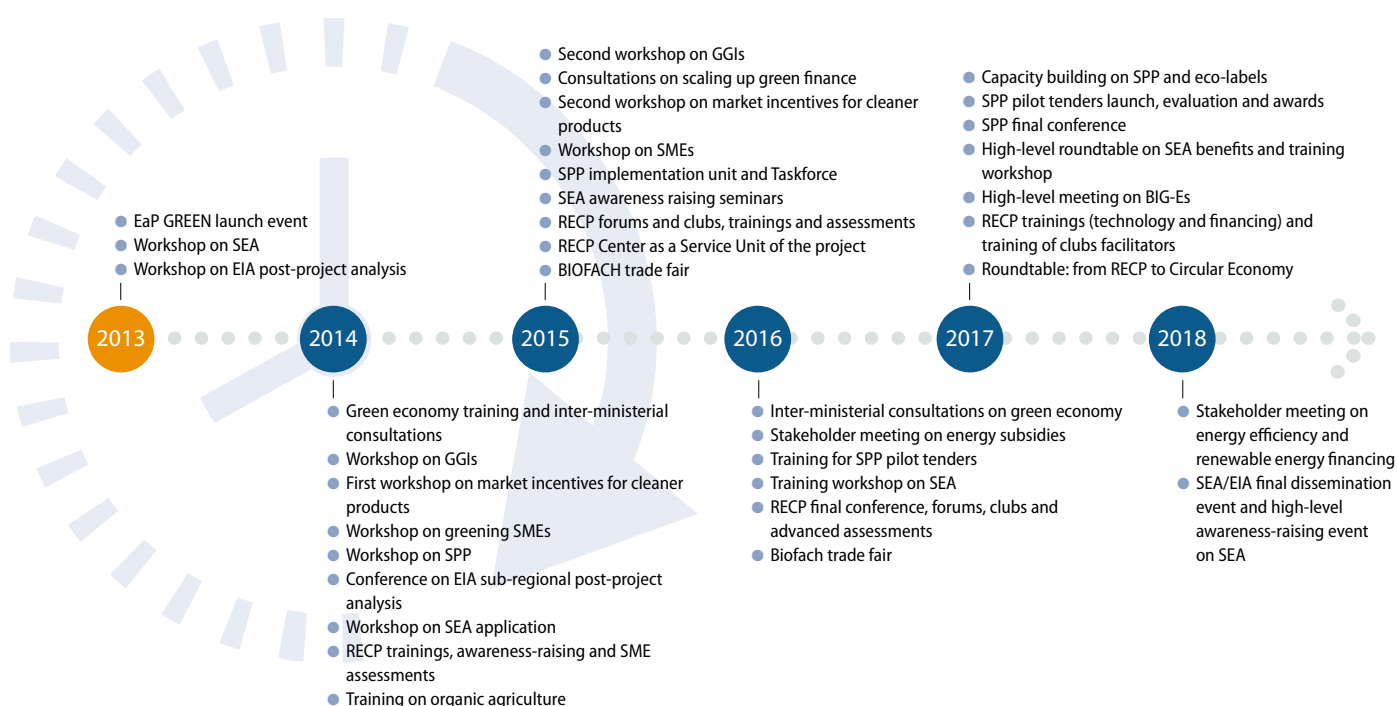 Second workshop on GGIs
Consultations on scaling up green finance
Second workshop on market incentives for cleaner
products
Workshop on SMEs
SPP implementation unit and Taskforce
SEA awareness raising seminars
RECP forums and clubs, trainings and assessments
RECP Center as a Service Unit of the project
BIOFACH trade fair
Capacity building on SPP and eco-labels
SPP pilot tenders launch, evaluation and awards
SPP final conference
High-level roundtable on SEA benefits and training
workshop
High-level meeting on BIG-Es
RECP trainings (technology and financing) and
training of clubs facilitators
Roundtable: from RECP to Circular Economy
EaP GREEN launch event
Workshop on SEA
Workshop on EIA post-project analysis
2013
2014
2015
2016
2017
2018
Green economy training and inter-ministerial
consultations
Workshop on GGIs
First workshop on market incentives for cleaner
products
Workshop on greening SMEs
Workshop on SPP
Conference on EIA sub-regional post-project
analysis
Workshop on SEA application
RECP trainings, awareness-raising and SME
assessments
Training on organic agriculture
Inter-ministerial consultations on green economy
Stakeholder meeting on energy subsidies
Training for SPP pilot tenders
Training workshop on SEA
RECP final conference, forums, clubs and
advanced assessments
Biofach trade fair
Stakeholder meeting on
energy efficiency and
renewable energy financing
SEA/EIA final dissemination
event and high-level
awareness-raising event
on SEA